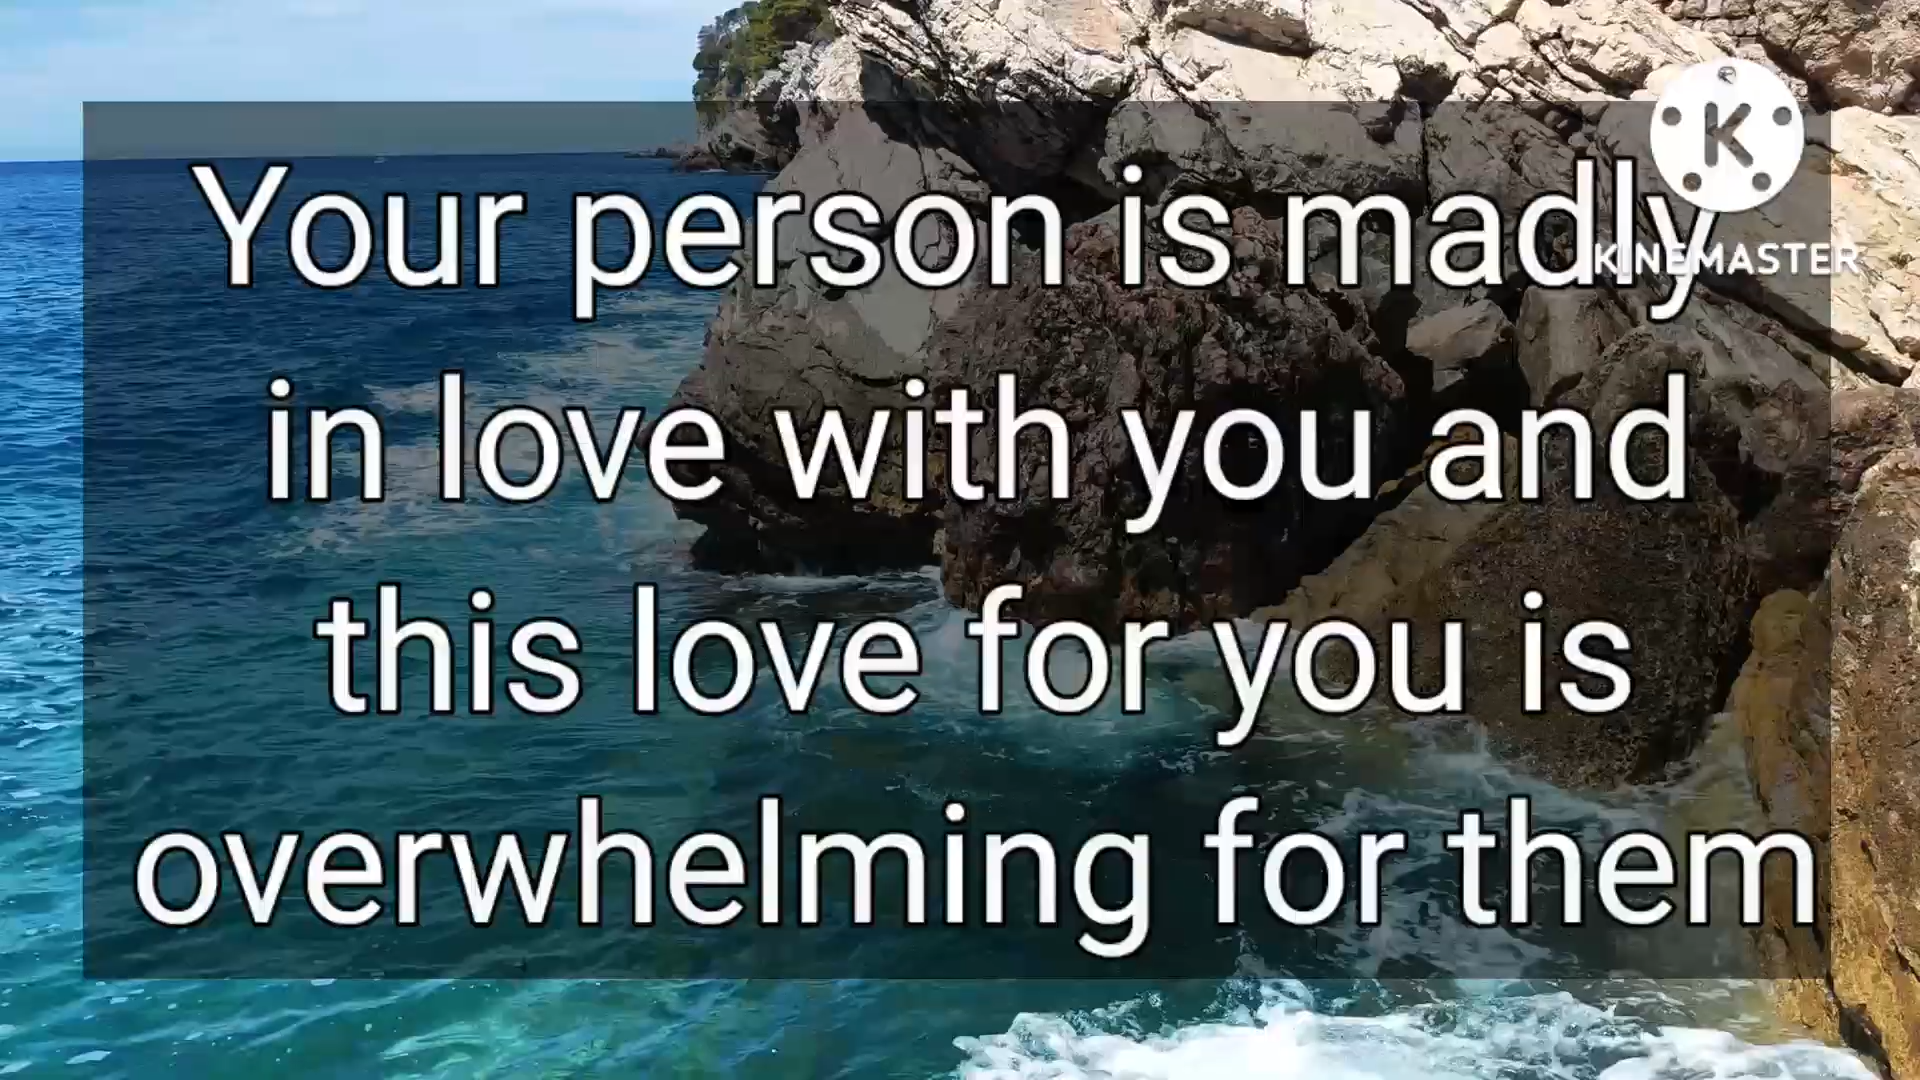 K
KINEMASTER
Your person is madly
in love with you and
this love for you is
overwhelming for them